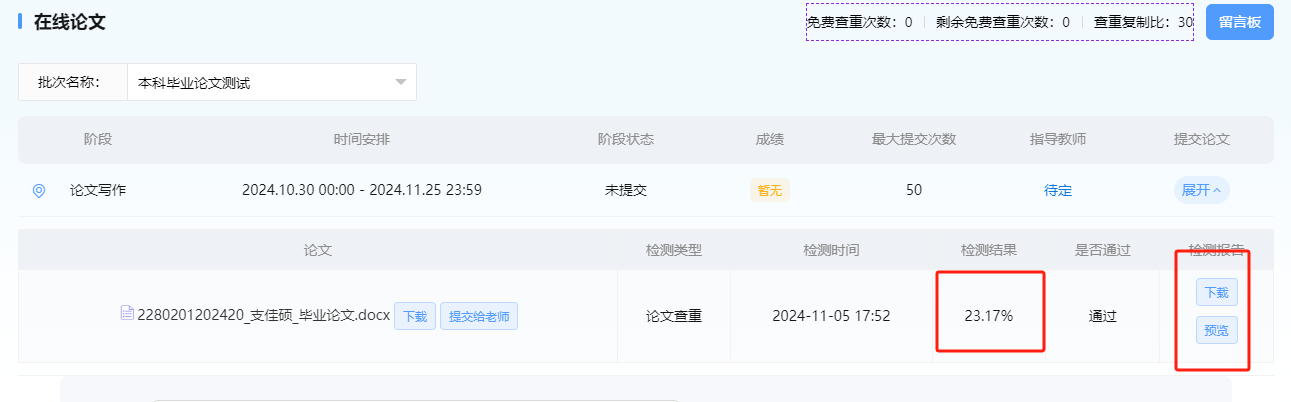 在线论文
免费查重次数：0 剩余免费查重次数：0 查重复制比：30 留言板
批次名称： 本科毕业论文测试
阶段 时间安排 阶段状态 成绩 最大提交次数 指导教师 提交论文
论文写作 2024.10.30 00:00 - 2024.11.25 23:59 未提交 暂无 50 待定 展开
论文 检测类型 检测时间 检测结果 是否通过 检测报告
2280201202420_支佳硕_毕业论文.docx 下载 提交给老师 论文查重 2024-11-05 17:52 23.17% 通过 下载
预览